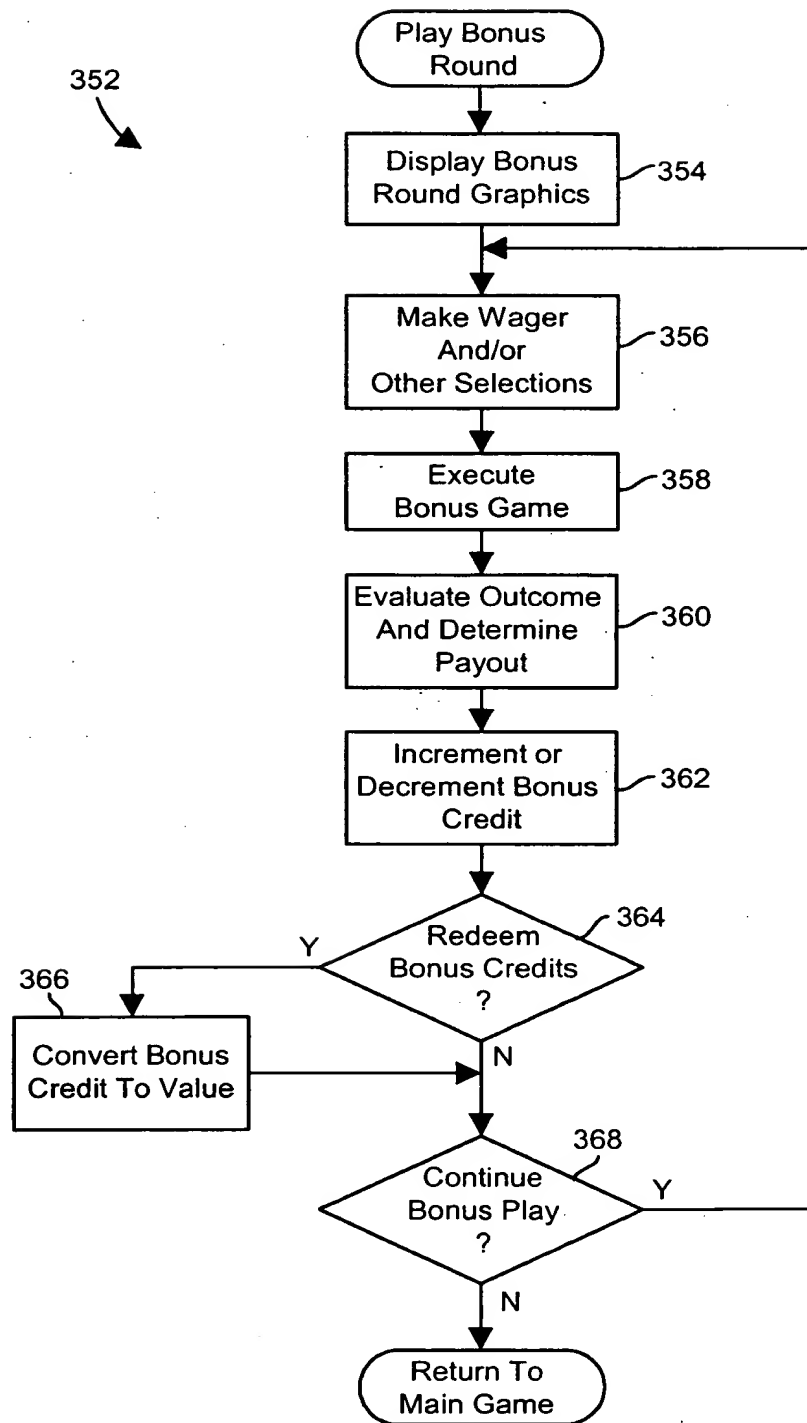 Play Bonus
Round
352
Display Bonus
Round Graphics
354
Make Wager
And/or
Other Selections
356
Execute
Bonus Game
358
Evaluate Outcome
And Determine
Payout
360
Increment or
Decrement Bonus
Credit
362
Redeem
Bonus Credits
?
364
Y
366
Convert Bonus
Credit To Value
N
Continue
Bonus Play
?
368
Y
N
Return To
Main Game